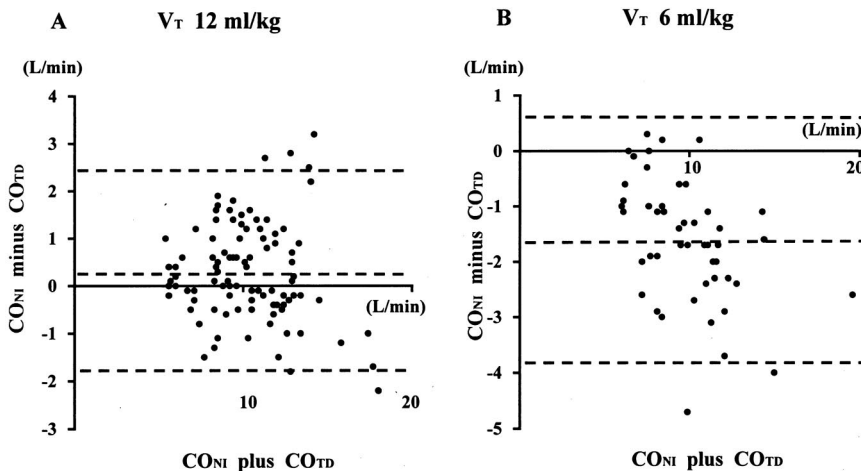 A
VT 12 ml/kg
(L/min)
4
3
2
1
0
-1
-2
-3
CONI minus COTD
(L/min)
10
20
CONI plus COTD
B
VT 6 ml/kg
(L/min)
1
0
-1
-2
-3
-4
-5
CONI minus COTD
(L/min)
10
20
CONI plus COTD